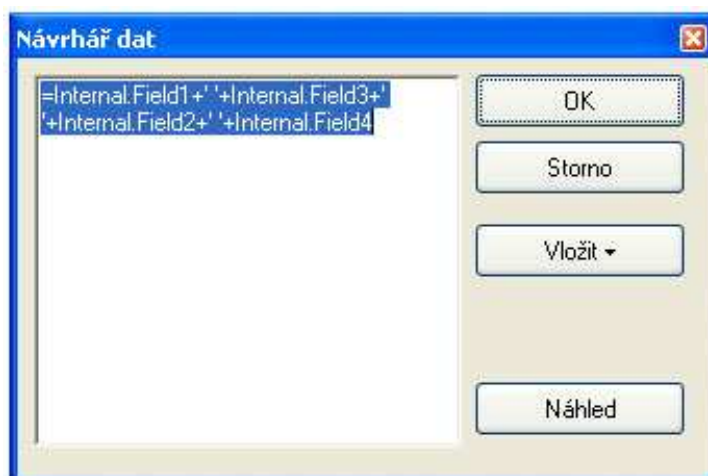 Návrhář dat
=Internal.Field1+' '+Internal.Field3+'
'+Internal.Field2+' '+Internal.Field4
OK
Storno
Vložit
Náhled